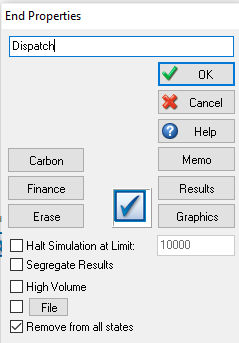 End Properties
Dispatch
OK
Cancel
Help
Carbon
Memo
Finance
Results
Erase
Graphics
Halt Simulation at Limit:
10000
Segregate Results
High Volume
File
Remove from all states